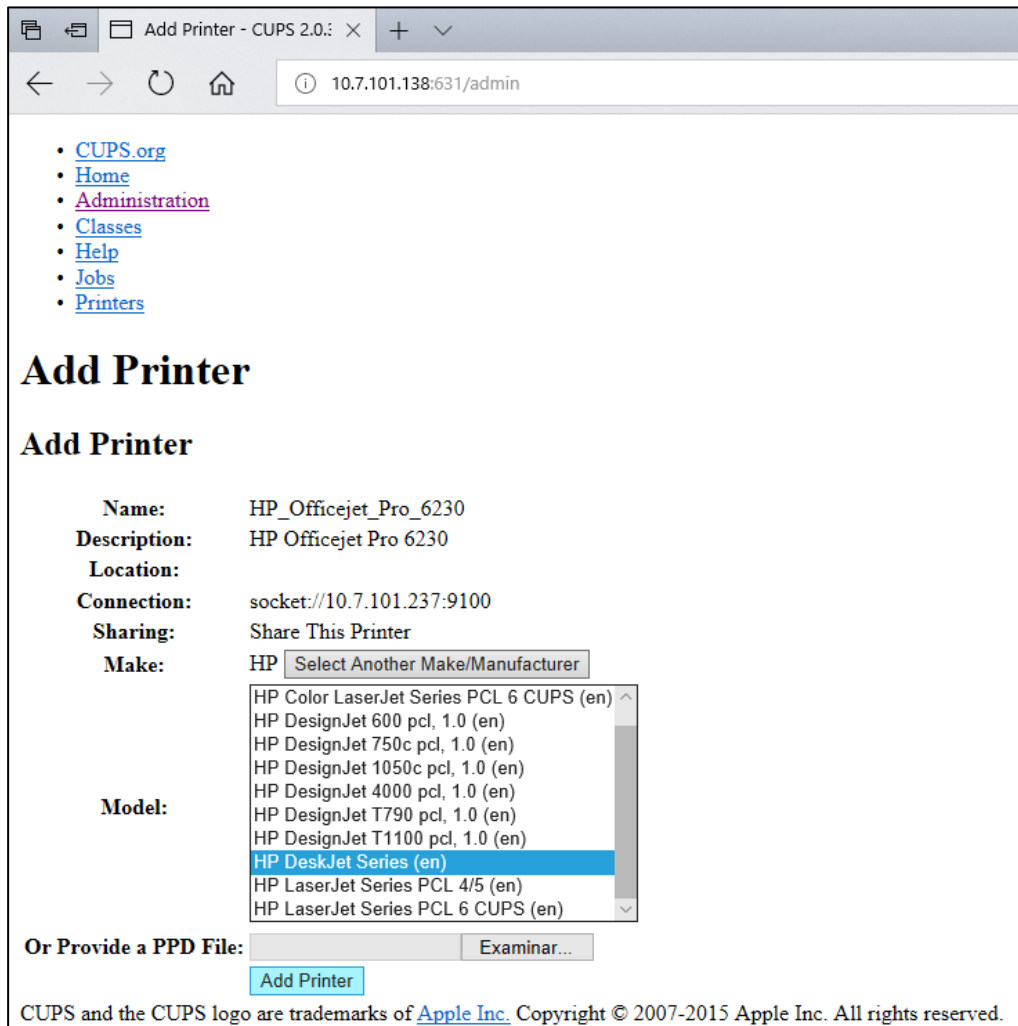 Add Printer - CUPS 2.0.3
10.7.101.138:631/admin
• CUPS.org
• Home
• Administration
• Classes
• Help
• Jobs
• Printers
Add Printer
Add Printer
Name: HP_Officejet_Pro_6230
Description: HP Officejet Pro 6230
Location:
Connection: socket://10.7.101.237:9100
Sharing: Share This Printer
Make: HP Select Another Make/Manufacturer
HP Color LaserJet Series PCL 6 CUPS (en)
HP DesignJet 600 pcl, 1.0 (en)
HP DesignJet 750c pcl, 1.0 (en)
HP DesignJet 1050c pcl, 1.0 (en)
HP DesignJet 4000 pcl, 1.0 (en)
Model:
HP DesignJet T790 pcl, 1.0 (en)
HP DesignJet T1100 pcl, 1.0 (en)
HP DeskJet Series (en)
HP LaserJet Series PCL 4/5 (en)
HP LaserJet Series PCL 6 CUPS (en)
Or Provide a PPD File: Examinar...
Add Printer
CUPS and the CUPS logo are trademarks of Apple Inc. Copyright © 2007-2015 Apple Inc. All rights reserved.